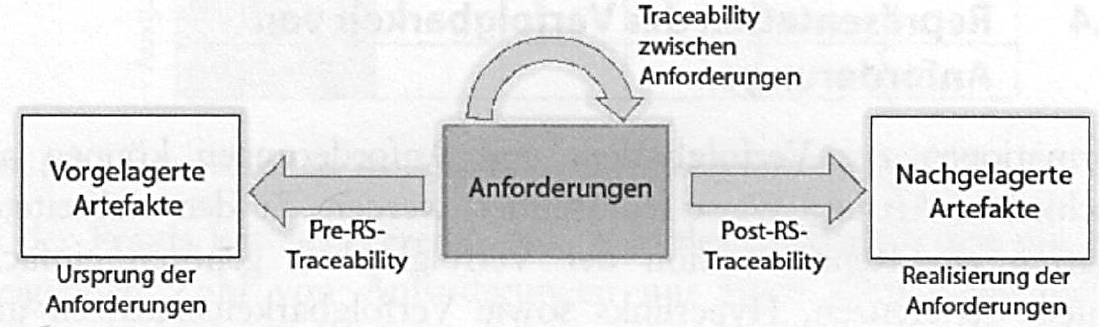 Traceability
zwischen
Anforderungen
Vorgelagerte
Artefakte
Anforderungen
Nachgelagerte
Artefakte
Pre-RS-
Traceability
Post-RS-
Traceability
Ursprung der
Anforderungen
Realisierung der
Anforderungen